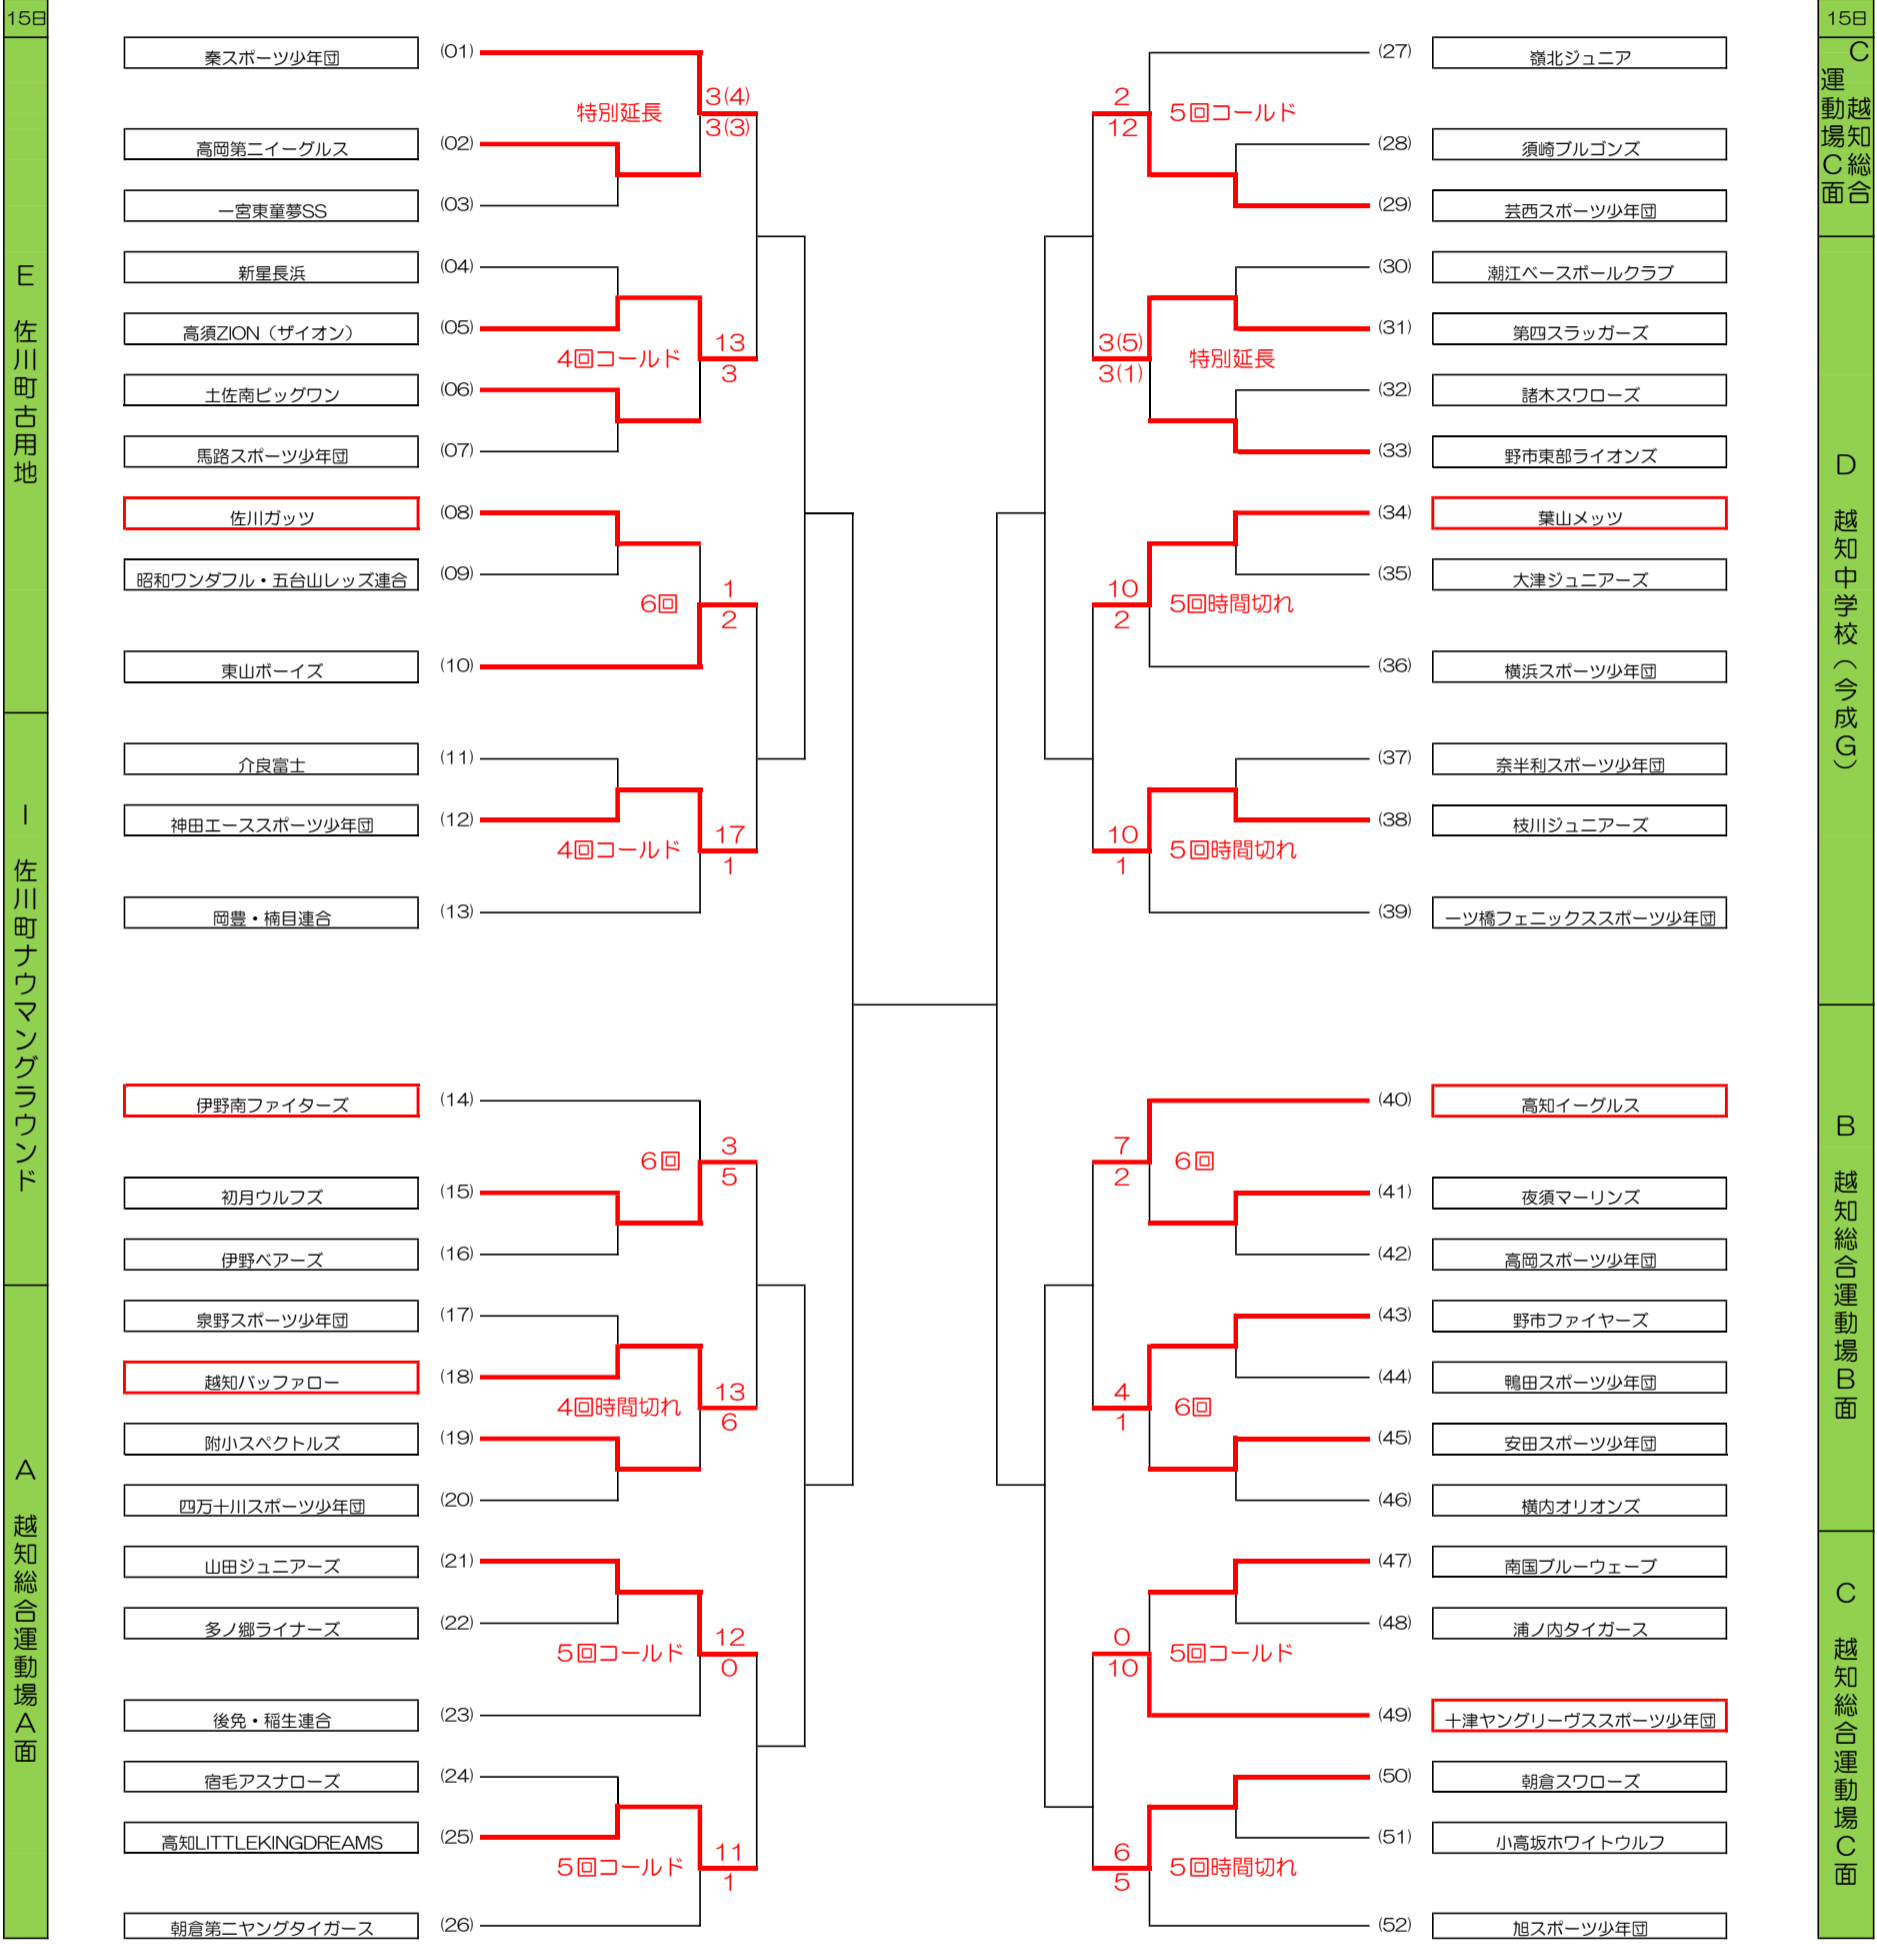 15日
E 佐川町古用地
I 佐川町ナウマングラウンド
A 越知総合運動場A面
秦スポーツ少年団 (01)
特別延長
3(4)
3(3)
高岡第二イーグルス (02)
一宮東童夢SS (03)
新星長浜 (04)
高須ZION（ザイオン） (05)
4回コールド
13
3
土佐南ビッグワン (06)
馬路スポーツ少年団 (07)
佐川ガッツ (08)
昭和ワンダフル・五台山レッズ連合 (09)
6回
1
2
東山ボーイズ (10)
介良富士 (11)
神田エーススポーツ少年団 (12)
4回コールド
17
1
岡豊・楠目連合 (13)
伊野南ファイターズ (14)
6回
3
5
初月ウルフズ (15)
伊野ベアーズ (16)
泉野スポーツ少年団 (17)
越知バッファロー (18)
4回時間切れ
13
6
附小スペクトルズ (19)
四万十川スポーツ少年団 (20)
山田ジュニアーズ (21)
多ノ郷ライナーズ (22)
5回コールド
12
0
後免・稲生連合 (23)
宿毛アスナローズ (24)
高知LITTLEKINGDREAMS (25)
5回コールド
11
1
朝倉第二ヤングタイガース (26)
15日
C 越知総合運動場C面
D 越知中学校（今成G）
B 越知総合運動場B面
C 越知総合運動場C面
(27) 嶺北ジュニア
2
12
5回コールド
(28) 須崎ブルゴンズ
(29) 芸西スポーツ少年団
(30) 潮江ベースボールクラブ
(31) 第四スラッガーズ
3(5)
3(1)
特別延長
(32) 諸木スワローズ
(33) 野市東部ライオンズ
(34) 葉山メッツ
(35) 大津ジュニアーズ
10
2
5回時間切れ
(36) 横浜スポーツ少年団
(37) 奈半利スポーツ少年団
(38) 枝川ジュニアーズ
10
1
5回時間切れ
(39) 一ツ橋フェニックススポーツ少年団
(40) 高知イーグルス
7
2
6回
(41) 夜須マーリンズ
(42) 高岡スポーツ少年団
(43) 野市ファイヤーズ
(44) 鴨田スポーツ少年団
4
1
6回
(45) 安田スポーツ少年団
(46) 横内オリオンズ
(47) 南国ブルーウェーブ
(48) 浦ノ内タイガース
0
10
5回コールド
(49) 十津ヤングリーヴススポーツ少年団
(50) 朝倉スワローズ
(51) 小高坂ホワイトウルフ
6
5
5回時間切れ
(52) 旭スポーツ少年団